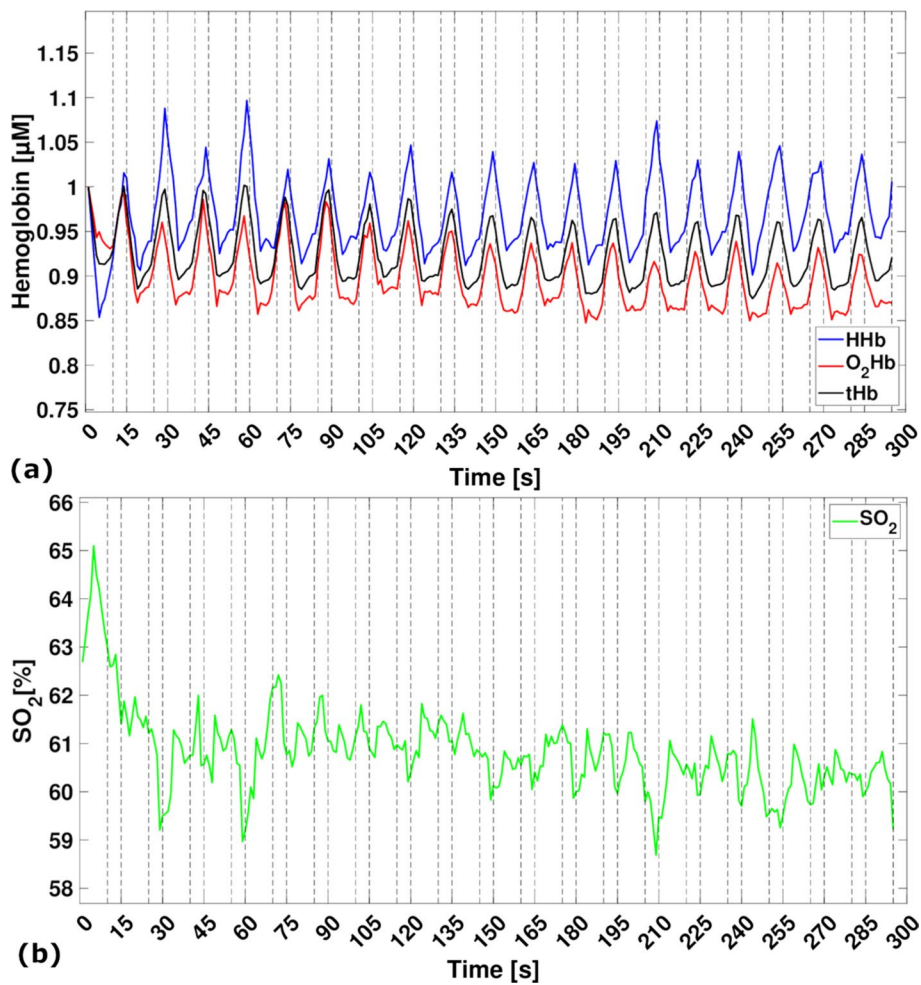 1.15
1.1
1.05
1
0.95
0.9
0.85
0.8
0.75
Hemoglobin [µM]
HHb
O₂Hb
tHb
0 15 30 45 60 75 90 105 120 135 150 165 180 195 210 225 240 255 270 285 300
Time [s]
(a)
66
65
64
63
62
61
60
59
58
SO₂[%]
SO₂
0 15 30 45 60 75 90 105 120 135 150 165 180 195 210 225 240 255 270 285 300
Time [s]
(b)